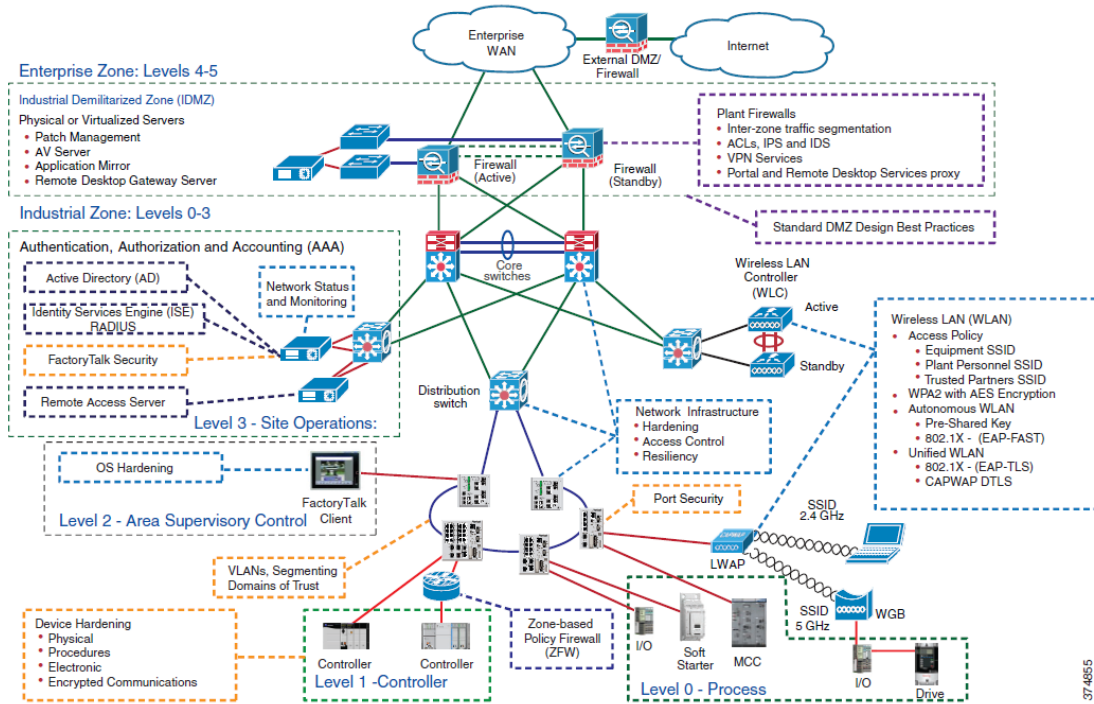 Enterprise
WAN
External DMZ/
Firewall
Internet
Enterprise Zone: Levels 4-5
Industrial Demilitarized Zone (IDMZ)
Physical or Virtualized Servers
• Patch Management
• AV Server
• Application Mirror
• Remote Desktop Gateway Server
Firewall
(Active)
Firewall
(Standby)
Plant Firewalls
• Inter-zone traffic segmentation
• ACLs, IPS and IDS
• VPN Services
• Portal and Remote Desktop Services proxy
Standard DMZ Design Best Practices
Industrial Zone: Levels 0-3
Authentication, Authorization and Accounting (AAA)
Active Directory (AD)
Identity Services Engine (ISE)
RADIUS
FactoryTalk Security
Remote Access Server
Network Status
and Monitoring
Level 3 - Site Operations:
Core
switches
Wireless LAN
Controller
(WLC)
Active
Standby
Wireless LAN (WLAN)
• Access Policy
• Equipment SSID
• Plant Personnel SSID
• Trusted Partners SSID
• WPA2 with AES Encryption
• Autonomous WLAN
• Pre-Shared Key
• 802.1X - (EAP-FAST)
• Unified WLAN
• 802.1X - (EAP-TLS)
• CAPWAP DTLS
Distribution
switch
Network Infrastructure
• Hardening
• Access Control
• Resiliency
OS Hardening
FactoryTalk
Client
Level 2 - Area Supervisory Control
Port Security
SSID
2.4 GHz
LWAP
SSID
5 GHz
WGB
VLANs, Segmenting
Domains of Trust
Device Hardening
• Physical
• Procedures
• Electronic
• Encrypted Communications
Controller
Controller
Level 1 -Controller
Zone-based
Policy Firewall
(ZFW)
I/O
Soft
Starter
MCC
I/O
Drive
Level 0 - Process
374855